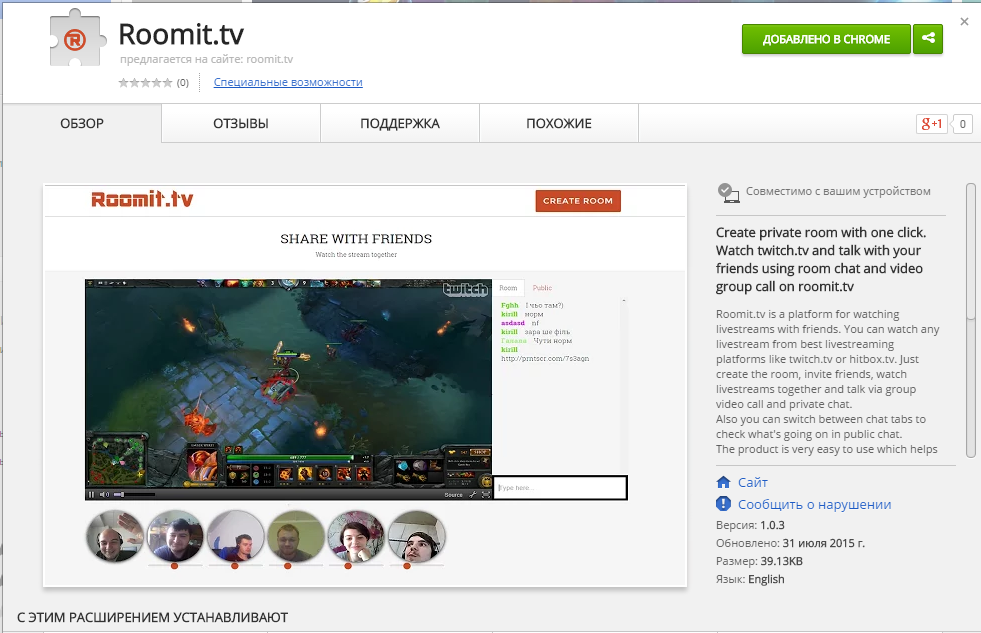 Roomit.tv
предлагается на сайте: roomit.tv
(0)
Специальные возможности
ДОБАВЛЕНО В CHROME
ОБЗОР
ОТЗЫВЫ
ПОДДЕРЖКА
ПОХОЖИЕ
g+1
0
Roomit.tv
CREATE ROOM
SHARE WITH FRIENDS
Watch the stream together
twitch
Room
Public
Fghh І чьо там?)
kirill норм
asdasd nf
kirill зара ше філь
Галина Чути норм
kirill
http://prntscr.com/7s3agn
Type here...
SHOP
Source
Совместимо с вашим устройством
Create private room with one click.
Watch twitch.tv and talk with your
friends using room chat and video
group call on roomit.tv
Roomit.tv is a platform for watching
livestreams with friends. You can watch any
livestream from best livestreaming
platforms like twitch.tv or hitbox.tv. Just
create the room, invite friends, watch
livestreams together and talk via group
video call and private chat.
Also you can switch between chat tabs to
check what's going on in public chat.
The product is very easy to use which helps
Сайт
Сообщить о нарушении
Версия: 1.0.3
Обновлено: 31 июля 2015 г.
Размер: 39.13KB
Язык: English
С ЭТИМ РАСШИРЕНИЕМ УСТАНАВЛИВАЮТ